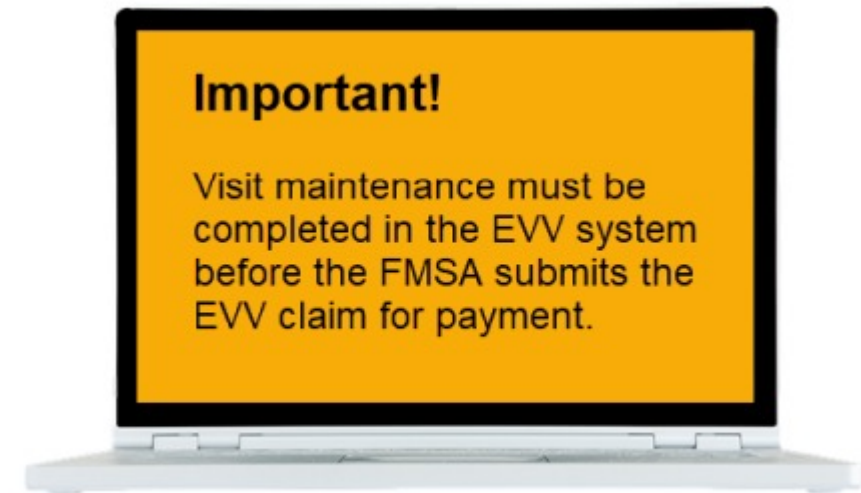 Important!
Visit maintenance must be
completed in the EVV system
before the FMSA submits the
EVV claim for payment.